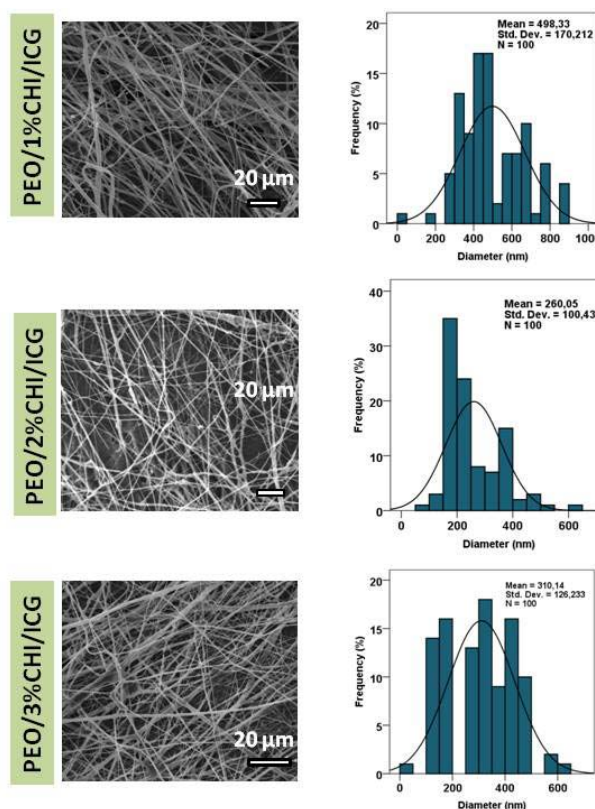 PEO/1%CHI/ICG
20 μm
Mean = 498,33
Std. Dev. = 170,212
N = 100
Frequency (%)
20
15
10
5
0
0 200 400 600 800
Diameter (nm)
PEO/2%CHI/ICG
20 μm
Mean = 260,05
Std. Dev. = 100,43
N = 100
Frequency (%)
40
30
20
10
0
0 200 400 600
Diameter (nm)
PEO/3%CHI/ICG
20 μm
Mean = 310,14
Std. Dev. = 126,233
N = 100
Frequency (%)
20
15
10
5
0
0 200 400 600
Diameter (nm)